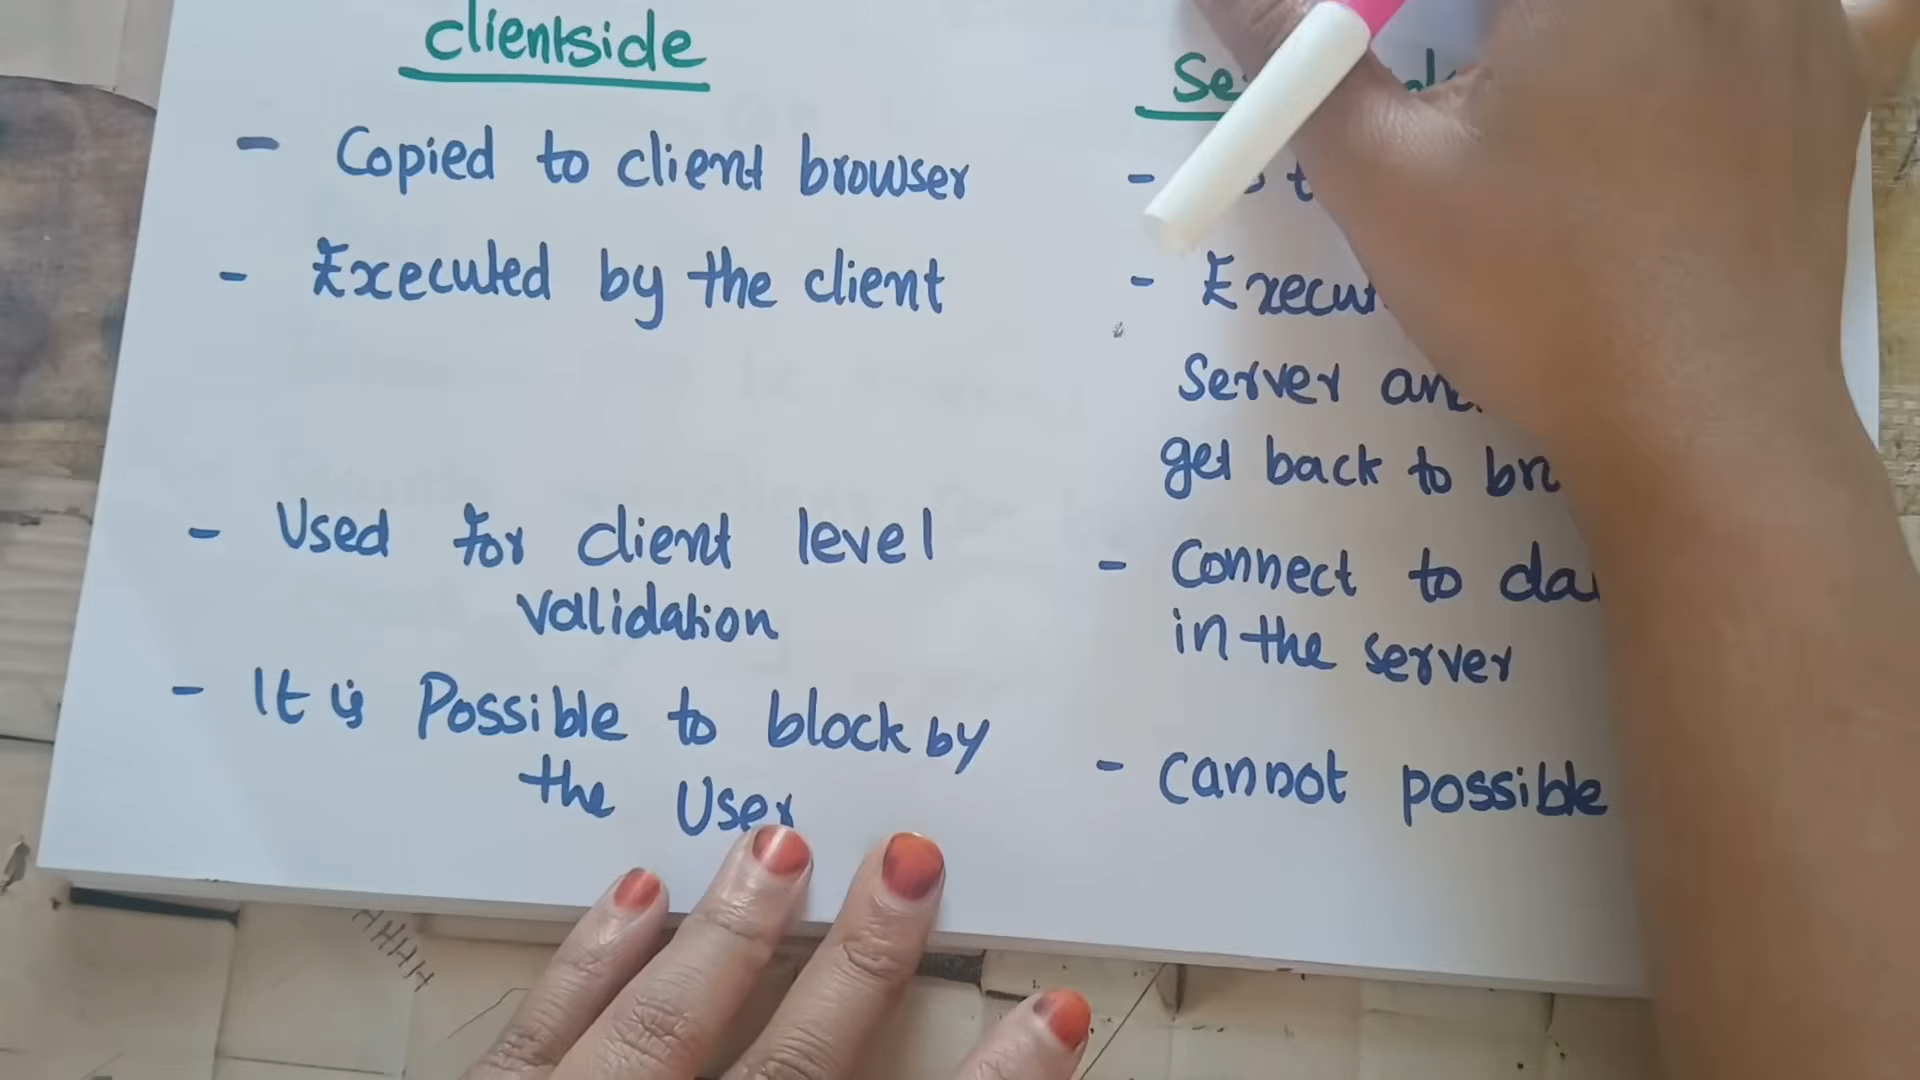 clientside
- Copied to client browser
- Executed by the client
- Used for client level
validation
- It is Possible to block by
the User
-
-
Server
get back to
- Connect to
in the server
- cannot possible
HHHH